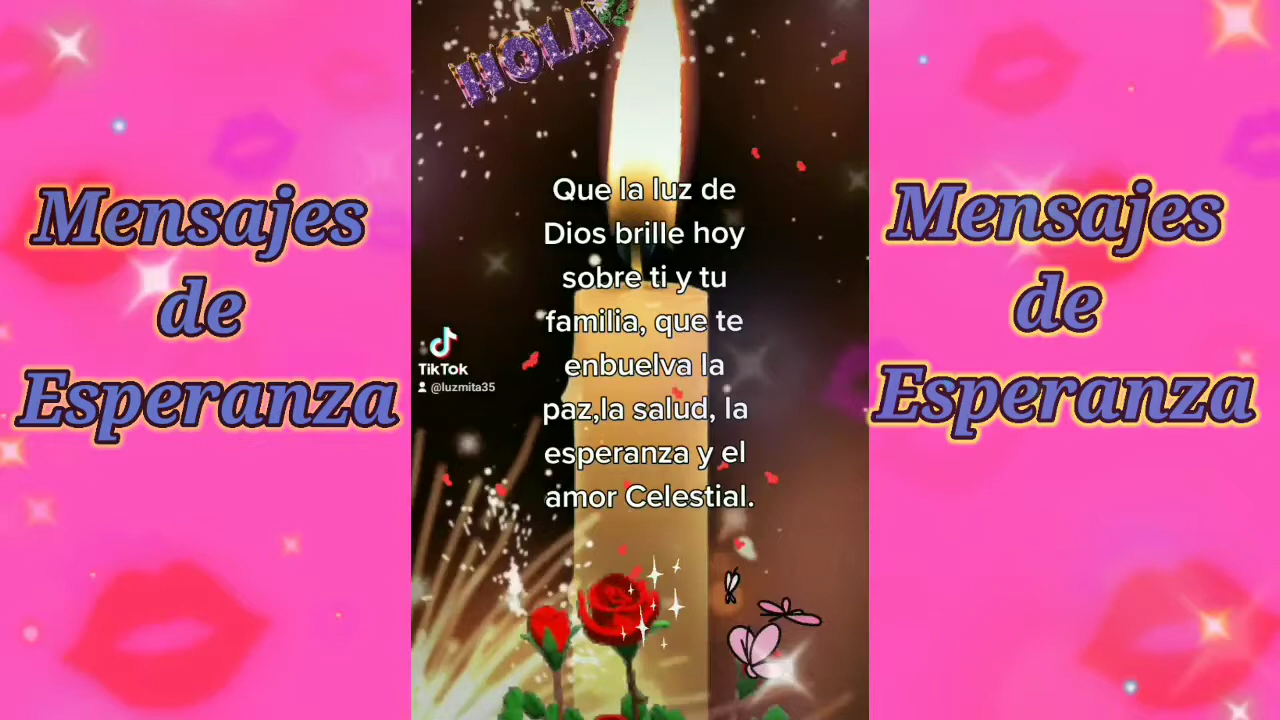 HOLA
Mensajes
de
Esperanza
Que la luz de
Dios brille hoy
sobre ti y tu
familia, que te
enbuelva la
paz,la salud, la
esperanza y el
amor Celestial.
TikTok
@luzmita35
Mensajes
de
Esperanza